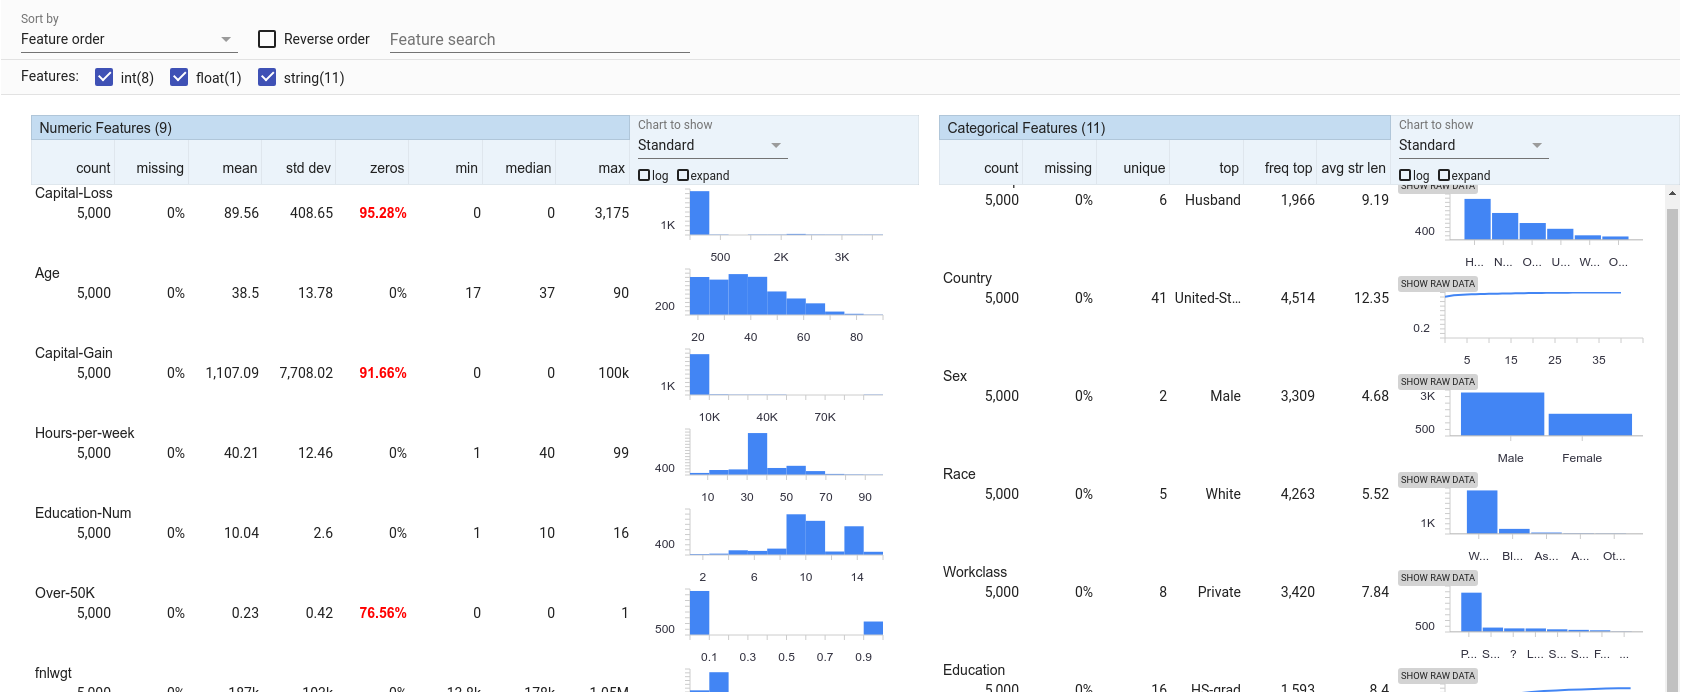 Sort by
Feature order
Reverse order
Feature search
Features:
int(8)
float(1)
string(11)
Numeric Features (9)
Chart to show
Standard
count missing mean std dev zeros min median max
log expand
Capital-Loss
5,000 0% 89.56 408.65 95.28% 0 0 3,175
1K
500 2K 3K
Age
5,000 0% 38.5 13.78 0% 17 37 90
200
20 40 60 80
Capital-Gain
5,000 0% 1,107.09 7,708.02 91.66% 0 0 100k
1K
10K 40K 70K
Hours-per-week
5,000 0% 40.21 12.46 0% 1 40 99
400
10 30 50 70 90
Education-Num
5,000 0% 10.04 2.6 0% 1 10 16
400
2 6 10 14
Over-50K
5,000 0% 0.23 0.42 76.56% 0 0 1
500
0.1 0.3 0.5 0.7 0.9
fnlwgt
5,000 0% 187k 0% 13.8k 178k 1.05M
Categorical Features (11)
Chart to show
Standard
count missing unique top freq top avg str len
log expand
SHOW RAW DATA
5,000 0% 6 Husband 1,966 9.19
400
H... N... O... U... W... O...
Country
SHOW RAW DATA
5,000 0% 41 United-St... 4,514 12.35
0.2
5 15 25 35
Sex
SHOW RAW DATA
5,000 0% 2 Male 3,309 4.68
3K
500
Male Female
Race
SHOW RAW DATA
5,000 0% 5 White 4,263 5.52
1K
W... Bl... As... A... Ot...
Workclass
SHOW RAW DATA
5,000 0% 8 Private 3,420 7.84
500
P... S... ? L... S... S... F... ...
Education
SHOW RAW DATA
5,000 0% 16 HS-grad 1,593 8.4